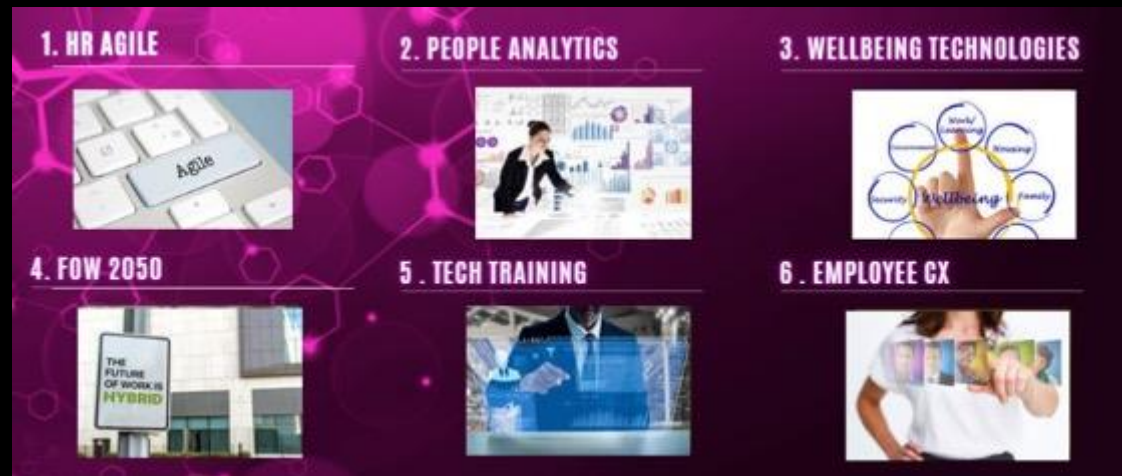 1. HR AGILE
2. PEOPLE ANALYTICS
3. WELLBEING TECHNOLOGIES
Agile
Work/
Learning
Housing
Security
Wellbeing
Family
4. FOW 2050
5 . TECH TRAINING
6 . EMPLOYEE CX
THE
FUTURE
OF WORK IS
HYBRID